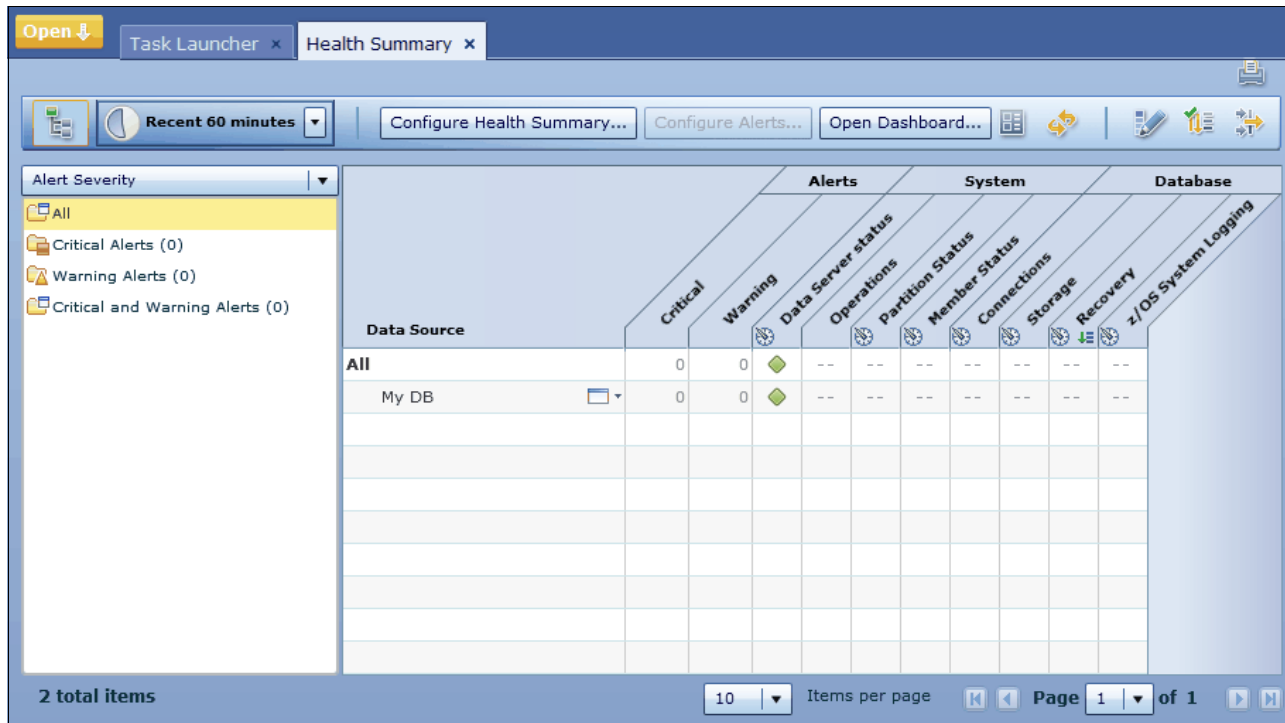 Open
Task Launcher ×
Health Summary ×
Recent 60 minutes
Configure Health Summary...
Configure Alerts...
Open Dashboard...
Alert Severity
All
Critical Alerts (0)
Warning Alerts (0)
Critical and Warning Alerts (0)
Alerts System Database
Data Source Critical Warning Data Server status Operations Partition Status Member Status Connections Storage Recovery z/OS System Logging
All 0 0 -- -- -- -- -- -- --
My DB 0 0 -- -- -- -- -- -- --
2 total items
10 Items per page Page 1 of 1